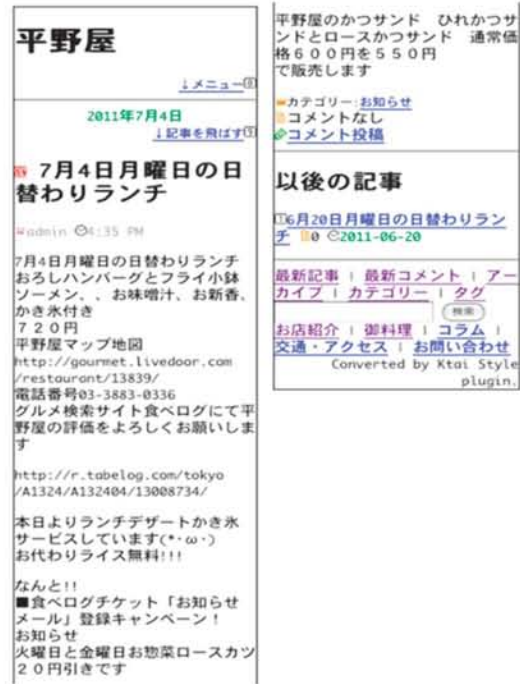 平野屋
↓メニュー
2011年7月4日
↓記事を飛ばす
7月4日月曜日の日
替わりランチ
admin 4:35 PM
7月4日月曜日の日替わりランチ
おろしハンバーグとフライ小鉢
ソーメン、、お味噌汁、お新香、
かき氷付き
７２０円
平野屋マップ地図
http://gourmet.livedoor.com
/restaurant/13839/
電話番号03-3883-0336
グルメ検索サイト食べログにて平
野屋の評価をよろしくお願いしま
す
http://r.tabelog.com/tokyo
/A1324/A132404/13008734/
本日よりランチデザートかき氷
サービスしています(*･ω･)
お代わりライス無料!!!
なんと!!
■食べログチケット「お知らせ
メール」登録キャンペーン！
お知らせ
火曜日と金曜日お惣菜ロースカツ
２０円引きです
平野屋のかつサンド　ひれかつサ
ンドとロースかつサンド　通常価
格６００円を５５０円
で販売します
カテゴリー: お知らせ
コメントなし
コメント投稿
以後の記事
1 6月20日月曜日の日替わりラン
チ 0 2011-06-20
最新記事 | 最新コメント | アー
カイブ | カテゴリー | タグ
検索
お店紹介 | 御料理 | コラム |
交通・アクセス | お問い合わせ
Converted by Ktai Style
plugin.